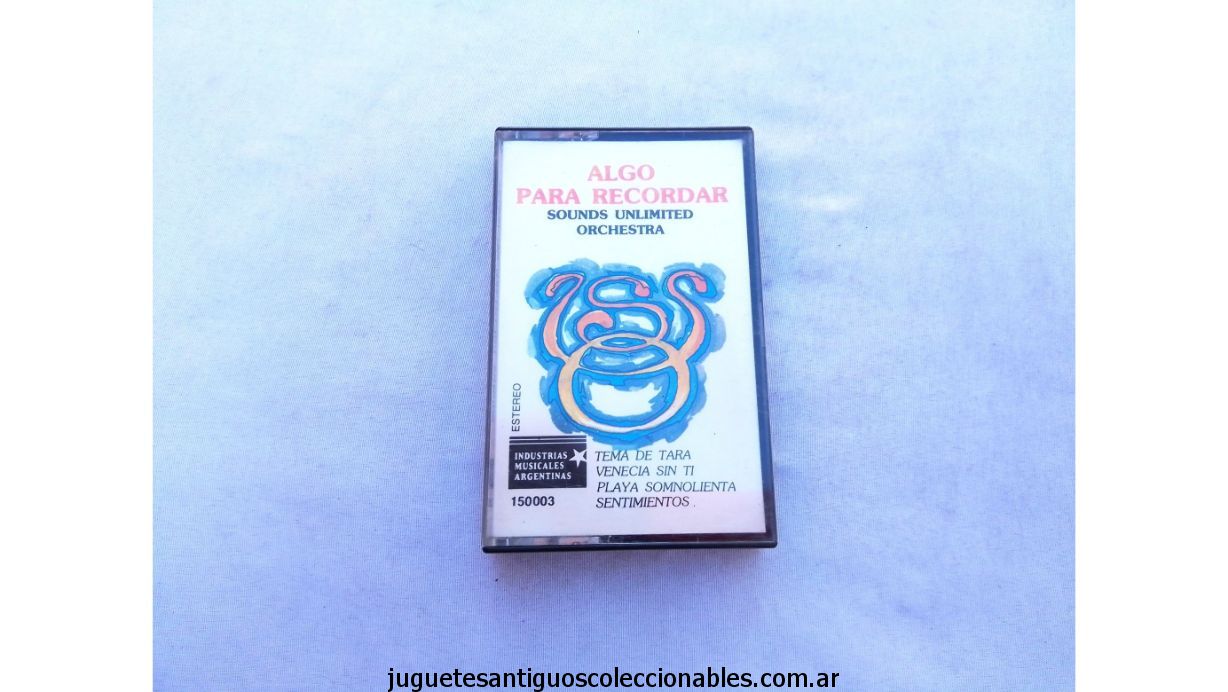 ALGO
PARA RECORDAR
SOUNDS UNLIMITED
ORCHESTRA
ESTEREO
INDUSTRIAS
MUSICALES
ARGENTINAS
150003
TEMA DE TARA
VENECIA SIN TI
PLAYA SOMNOLIENTA
SENTIMIENTOS.
juguetesantiguoscoleccionables.com.ar